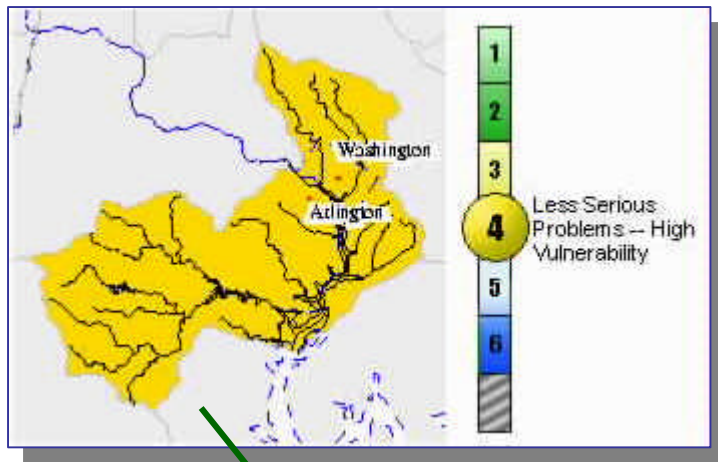 Washington
Arlington
1
2
3
4
Less Serious
Problems -- High
Vulnerability
5
6